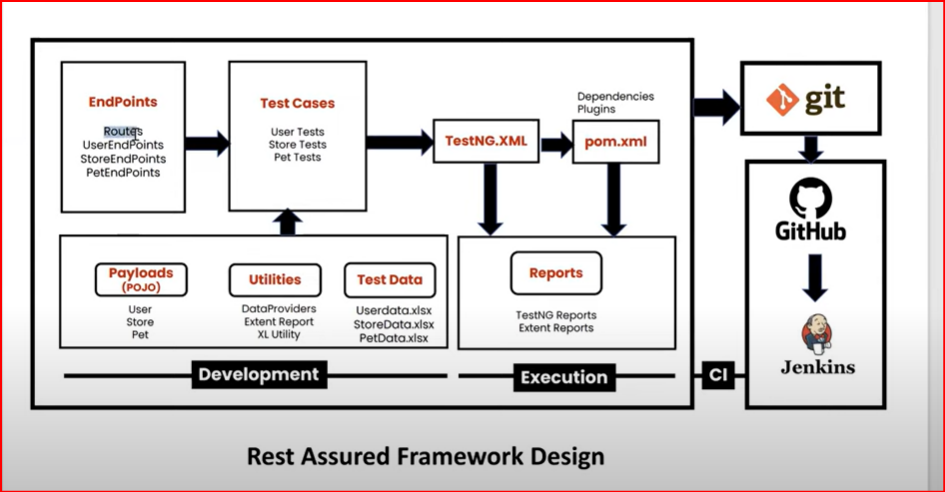 EndPoints
Routes
UserEndPoints
StoreEndPoints
PetEndPoints
Test Cases
User Tests
Store Tests
Pet Tests
Dependencies
Plugins
TestNG.XML
pom.xml
git
GitHub
Jenkins
Payloads
(POJO)
User
Store
Pet
Utilities
DataProviders
Extent Report
XL Utility
Test Data
Userdata.xlsx
StoreData.xlsx
PetData.xlsx
Reports
TestNG Reports
Extent Reports
Development
Execution
CI
Rest Assured Framework Design